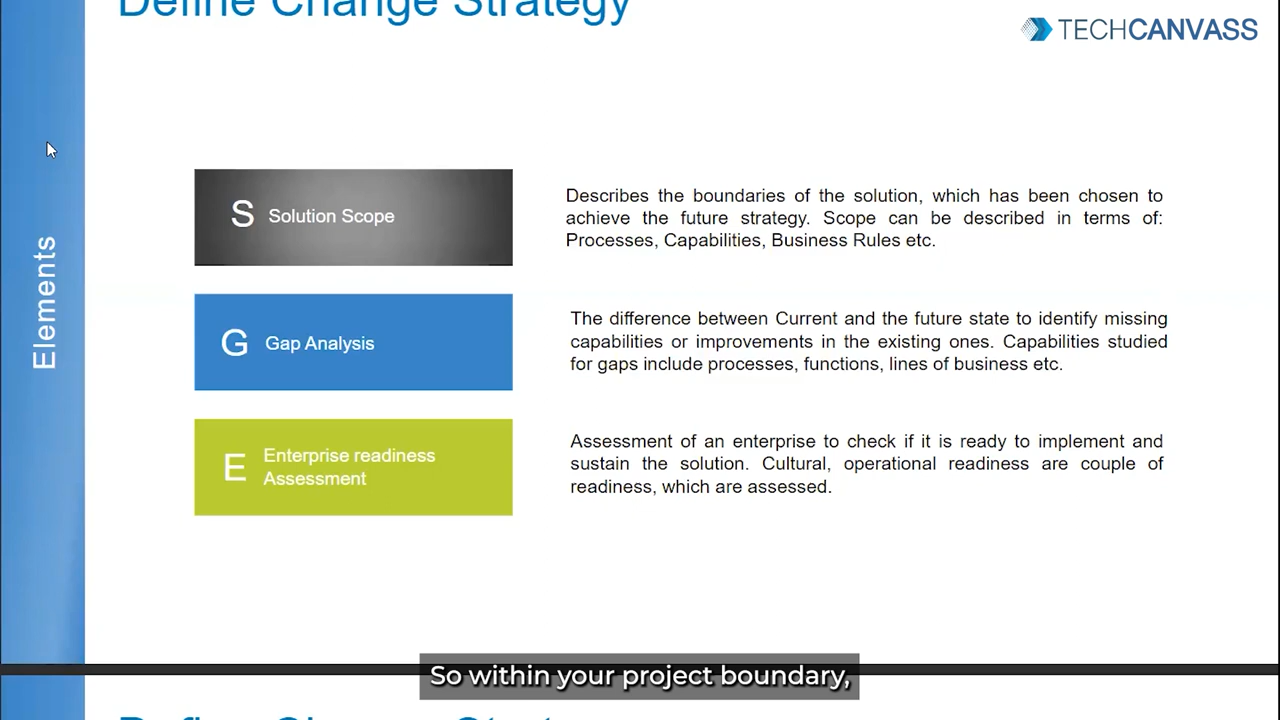 Define Change Strategy
TECHCANVASS
Elements
S Solution Scope
Describes the boundaries of the solution, which has been chosen to
achieve the future strategy. Scope can be described in terms of:
Processes, Capabilities, Business Rules etc.
G Gap Analysis
The difference between Current and the future state to identify missing
capabilities or improvements in the existing ones. Capabilities studied
for gaps include processes, functions, lines of business etc.
E Enterprise readiness
Assessment
Assessment of an enterprise to check if it is ready to implement and
sustain the solution. Cultural, operational readiness are couple of
readiness, which are assessed.
So within your project boundary,